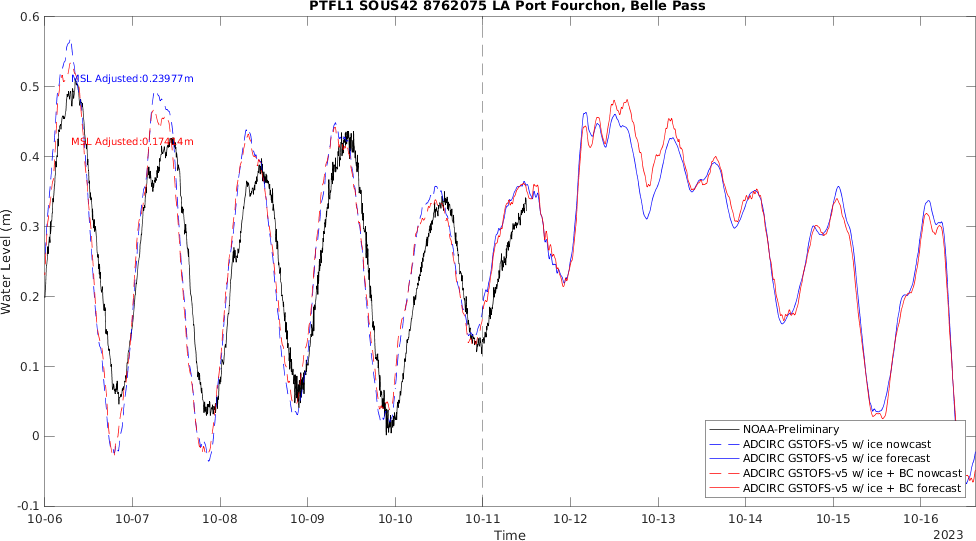 PTFL1 SOUS42 8762075 LA Port Fourchon, Belle Pass
0.6
0.5
0.4
0.3
0.2
0.1
0
-0.1
Water Level (m)
MSL Adjusted:0.23977m
MSL Adjusted:
NOAA-Preliminary
ADCIRC GSTOFS-v5 w/ ice nowcast
ADCIRC GSTOFS-v5 w/ ice forecast
ADCIRC GSTOFS-v5 w/ ice + BC nowcast
ADCIRC GSTOFS-v5 w/ ice + BC forecast
10-06 10-07 10-08 10-09 10-10 10-11 10-12 10-13 10-14 10-15 10-16
Time
2023